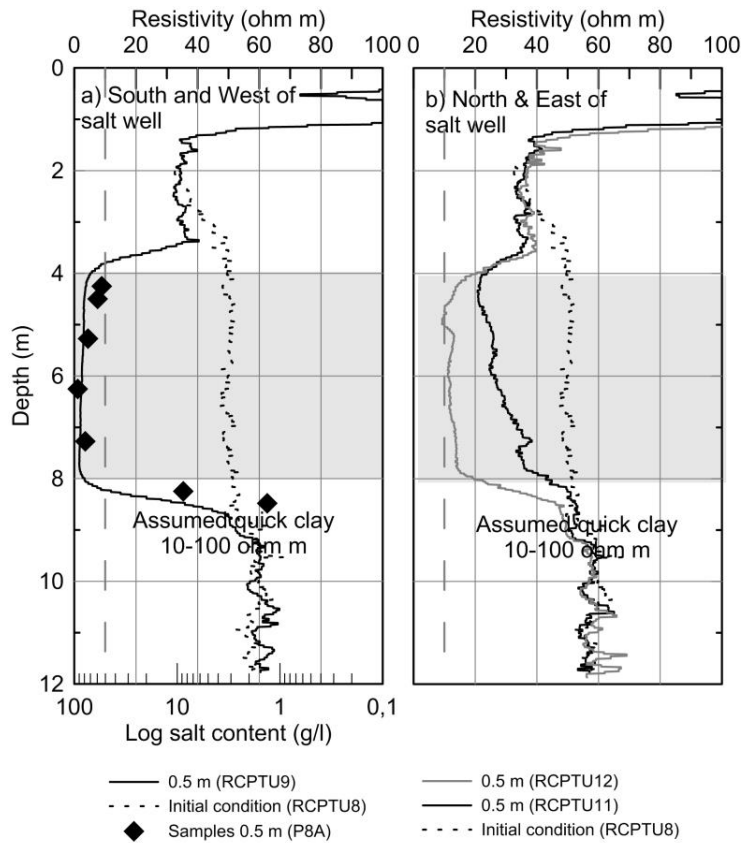 Resistivity (ohm m)
Resistivity (ohm m)
0 20 40 60 80 100
0 20 40 60 80 100
0
a) South and West of
salt well
b) North & East of
salt well
2
4
Depth (m)
6
8
Assumed quick clay
10-100 ohm m
Assumed quick clay
10-100 ohm m
10
12
100 10 1 0,1
Log salt content (g/l)
0.5 m (RCPTU9)
Initial condition (RCPTU8)
Samples 0.5 m (P8A)
0.5 m (RCPTU12)
0.5 m (RCPTU11)
Initial condition (RCPTU8)